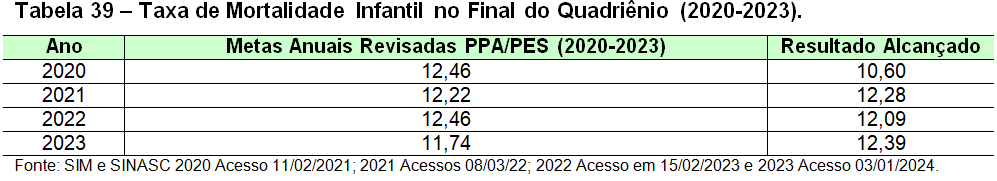 Tabela 39 – Taxa de Mortalidade Infantil no Final do Quadriênio (2020-2023).
Ano Metas Anuais Revisadas PPA/PES (2020-2023) Resultado Alcançado
2020 12,46 10,60
2021 12,22 12,28
2022 12,46 12,09
2023 11,74 12,39
Fonte: SIM e SINASC 2020 Acesso 11/02/2021; 2021 Acessos 08/03/22; 2022 Acesso em 15/02/2023 e 2023 Acesso 03/01/2024.